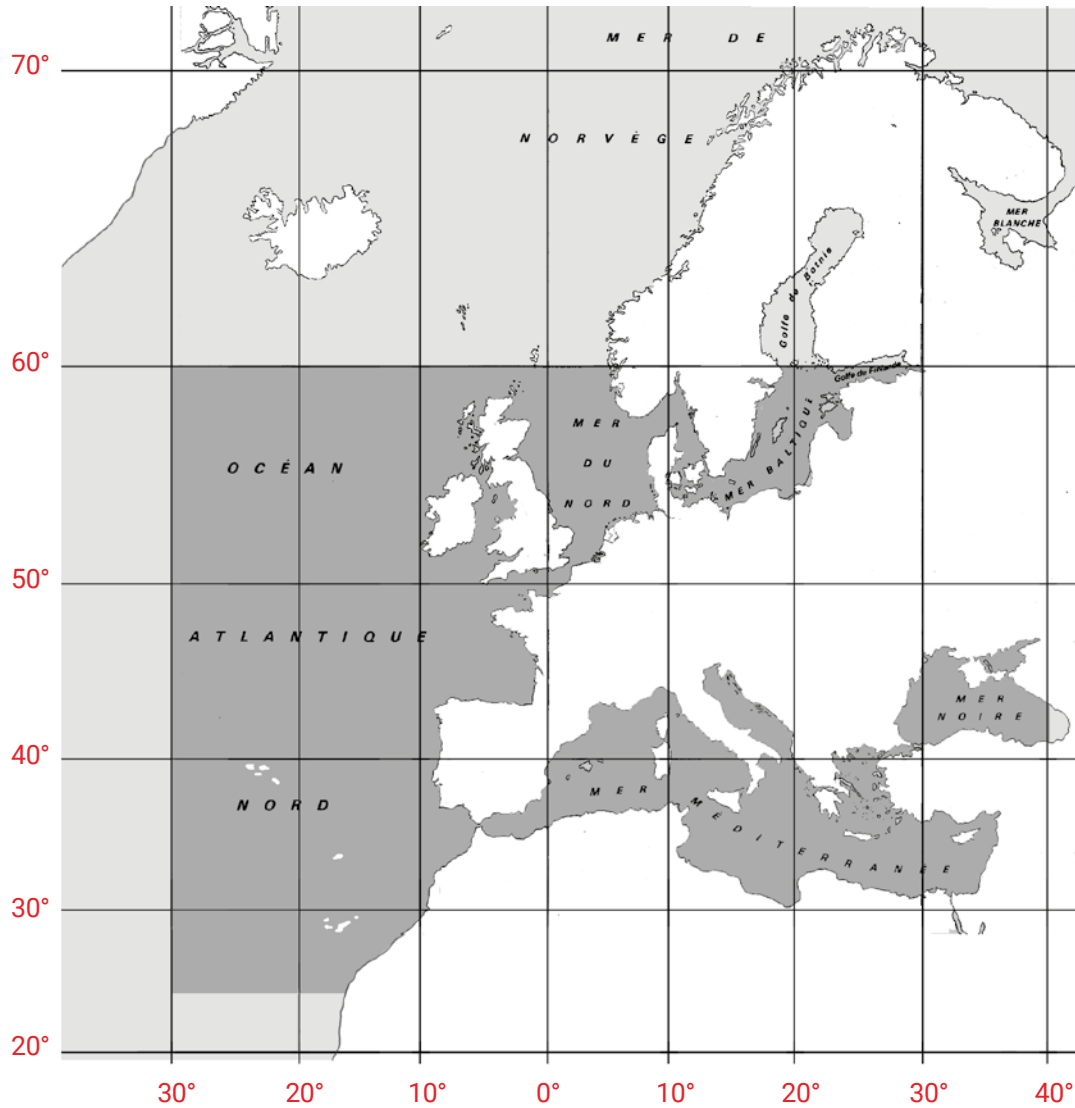 MER DE
70°
NORVÈGE
MER
BLANCHE
Golfe de Botnie
60°
Golfe de Finlande
MER
DU
NORD
MER BALTIQUE
OCÉAN
50°
ATLANTIQUE
MER
NOIRE
40°
NORD
MER MÉDITERRANÉE
30°
20°
30° 20° 10° 0° 10° 20° 30° 40°